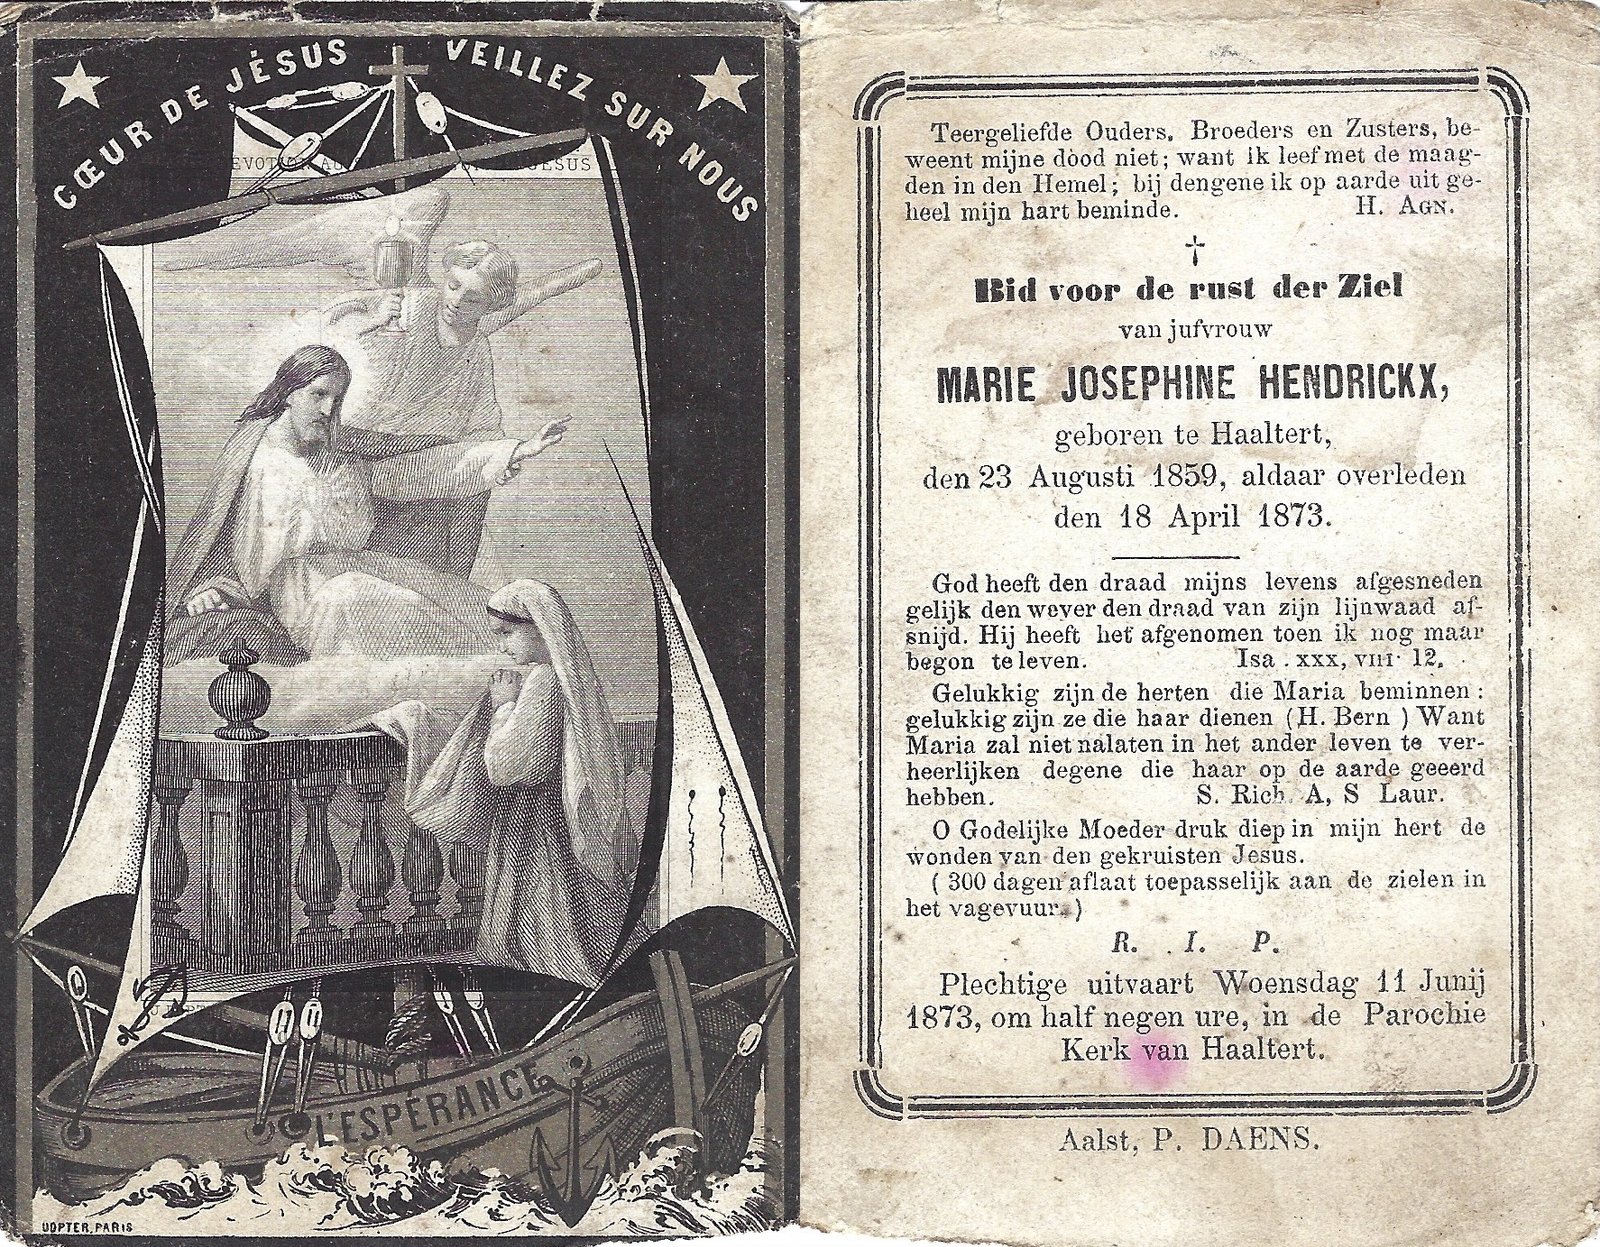 CŒUR DE JÉSUS VEILLEZ SUR NOUS
L'ESPÉRANCE
DOPTER, PARIS
Teergeliefde Ouders, Broeders en Zusters, be-
weent mijne dood niet; want ik leef met de maag-
den in den Hemel; bij dengene ik op aarde uit ge-
heel mijn hart beminde. H. AGN.
†
Bid voor de rust der Ziel
van jufvrouw
MARIE JOSEPHINE HENDRICKX,
geboren te Haaltert,
den 23 Augusti 1859, aldaar overleden
den 18 April 1873.
God heeft den draad mijns levens afgesneden
gelijk den wever den draad van zijn lijnwaad af-
snijd. Hij heeft het afgenomen toen ik nog maar
begon te leven. Isa . XXX, VIII 12.
Gelukkig zijn de herten die Maria beminnen :
gelukkig zijn ze die haar dienen (H. Bern ) Want
Maria zal niet nalaten in het ander leven te ver-
heerlijken degene die haar op de aarde geeerd
hebben. S. Rich. A, S Laur.
O Godelijke Moeder druk diep in mijn hert de
wonden van den gekruisten Jesus.
( 300 dagen aflaat toepasselijk aan de zielen in
het vagevuur. )
R. I. P.
Plechtige uitvaart Woensdag 11 Junij
1873, om half negen ure, in de Parochie
Kerk van Haaltert.
Aalst, P. DAENS.